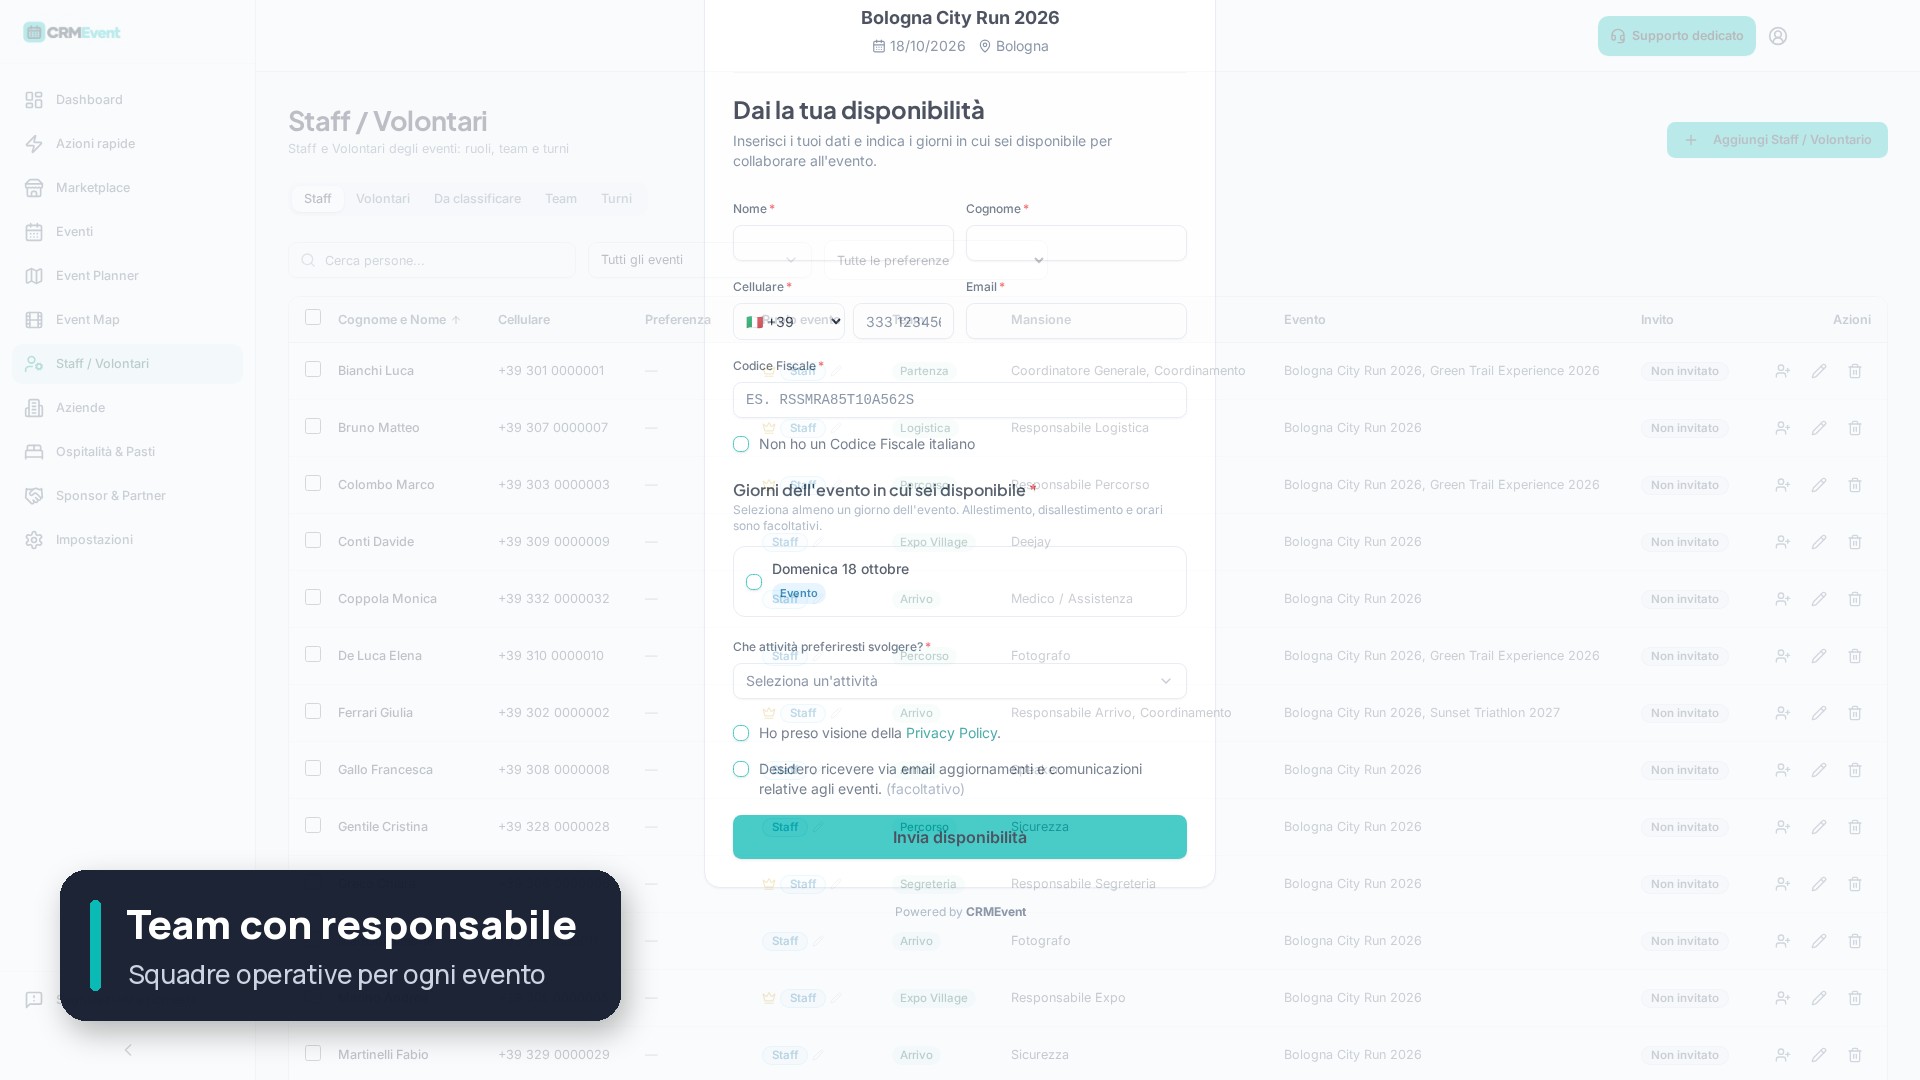 CRMEvent
Dashboard
Azioni rapide
Marketplace
Eventi
Event Planner
Event Map
Staff / Volontari
Aziende
Ospitalità & Pasti
Sponsor & Partner
Impostazioni
Supporto dedicato
Staff / Volontari
Staff e Volontari degli eventi: ruoli, team e turni
Aggiungi Staff / Volontario
Staff Volontari Da classificare Team Turni
Cerca persone... Tutti gli eventi Tutte le preferenze
Cognome e Nome Cellulare Preferenza Mansione Evento Invito Azioni
Bianchi Luca +39 301 0000001 — Staff Partenza Coordinatore Generale, Coordinamento Bologna City Run 2026, Green Trail Experience 2026 Non invitato
Bruno Matteo +39 307 0000007 — Staff Logistica Responsabile Logistica Bologna City Run 2026 Non invitato
Colombo Marco +39 303 0000003 — Staff Percorso Responsabile Percorso Bologna City Run 2026, Green Trail Experience 2026 Non invitato
Conti Davide +39 309 0000009 — Staff Expo Village Deejay Bologna City Run 2026 Non invitato
Coppola Monica +39 332 0000032 — Staff Arrivo Medico / Assistenza Bologna City Run 2026 Non invitato
De Luca Elena +39 310 0000010 — Staff Percorso Fotografo Bologna City Run 2026, Green Trail Experience 2026 Non invitato
Ferrari Giulia +39 302 0000002 — Staff Arrivo Responsabile Arrivo, Coordinamento Bologna City Run 2026, Sunset Triathlon 2027 Non invitato
Gallo Francesca +39 308 0000008 — Staff Arrivo Speaker Bologna City Run 2026 Non invitato
Gentile Cristina +39 328 0000028 — Staff Percorso Sicurezza Bologna City Run 2026 Non invitato
— Staff Segreteria Responsabile Segreteria Bologna City Run 2026 Non invitato
— Staff Arrivo Fotografo Bologna City Run 2026 Non invitato
— Staff Expo Village Responsabile Expo Bologna City Run 2026 Non invitato
Martinelli Fabio +39 329 0000029 — Staff Arrivo Sicurezza Bologna City Run 2026 Non invitato
Bologna City Run 2026
18/10/2026 Bologna
Dai la tua disponibilità
Inserisci i tuoi dati e indica i giorni in cui sei disponibile per
collaborare all'evento.
Nome * Cognome *
Cellulare * Email *
+39 333 123456
Codice Fiscale *
ES. RSSMRA85T10A562S
Non ho un Codice Fiscale italiano
Giorni dell'evento in cui sei disponibile *
Seleziona almeno un giorno dell'evento. Allestimento, disallestimento e orari
sono facoltativi.
Domenica 18 ottobre
Evento
Che attività preferiresti svolgere? *
Seleziona un'attività
Ho preso visione della Privacy Policy.
Desidero ricevere via email aggiornamenti e comunicazioni
relative agli eventi. (facoltativo)
Invia disponibilità
Powered by CRMEvent
Team con responsabile
Squadre operative per ogni evento